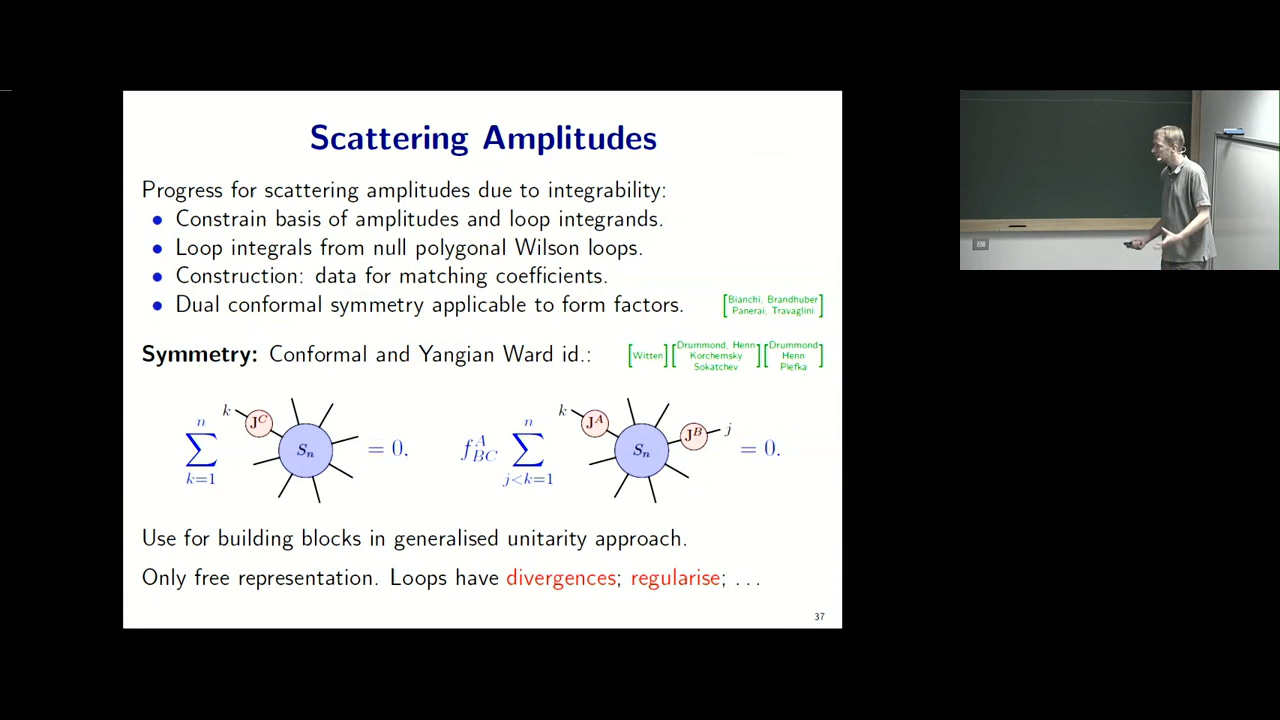 Scattering Amplitudes
Progress for scattering amplitudes due to integrability:
• Constrain basis of amplitudes and loop integrands.
• Loop integrals from null polygonal Wilson loops.
• Construction: data for matching coefficients.
• Dual conformal symmetry applicable to form factors. [Bianchi, Brandhuber
Panerai, Travaglini]
Symmetry: Conformal and Yangian Ward id.: [Witten] [Drummond, Henn
Korchemsky
Sokatchev] [Drummond
Henn
Plefka]
n
∑
k=1
k
J^C
S_n
= 0.
f^A_{BC}
n
∑
j<k=1
k
J^A
S_n
J^B
j
= 0.
Use for building blocks in generalised unitarity approach.
Only free representation. Loops have divergences; regularise; . . .
37